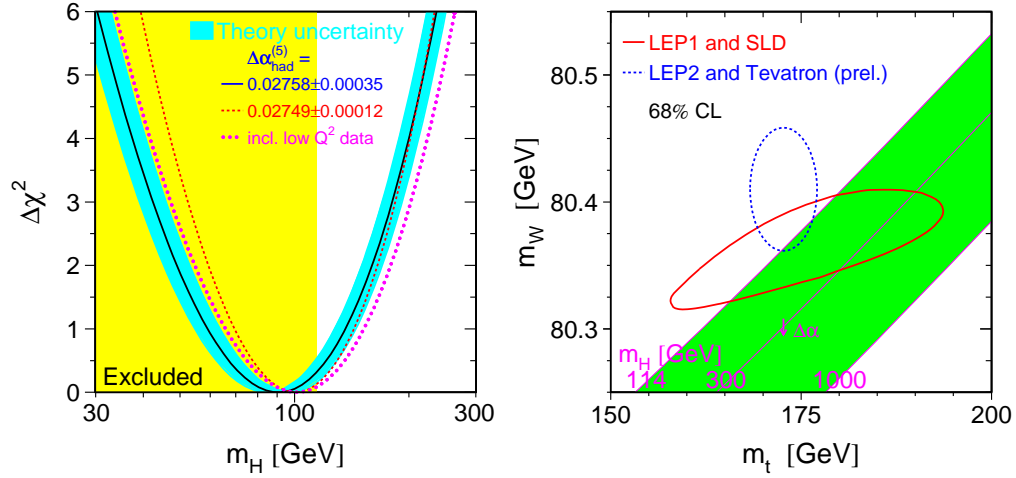 6
5
4
3
2
1
0
Δχ²
Theory uncertainty
Δα(5)had =
0.02758±0.00035
0.02749±0.00012
incl. low Q² data
Excluded
30
100
300
mH [GeV]
LEP1 and SLD
LEP2 and Tevatron (prel.)
68% CL
80.5
80.4
80.3
mW [GeV]
Δα
mH [GeV]
114 300 1000
150 175 200
mt [GeV]